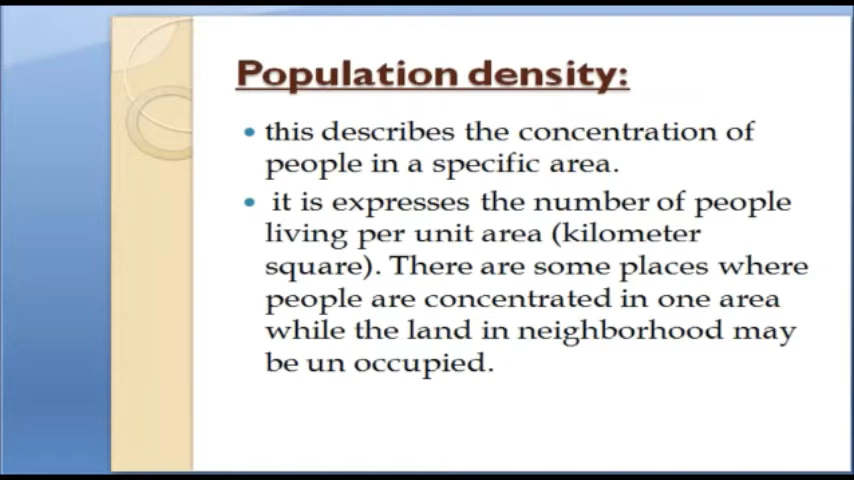 Population density:
• this describes the concentration of
people in a specific area.
• it is expresses the number of people
living per unit area (kilometer
square). There are some places where
people are concentrated in one area
while the land in neighborhood may
be un occupied.